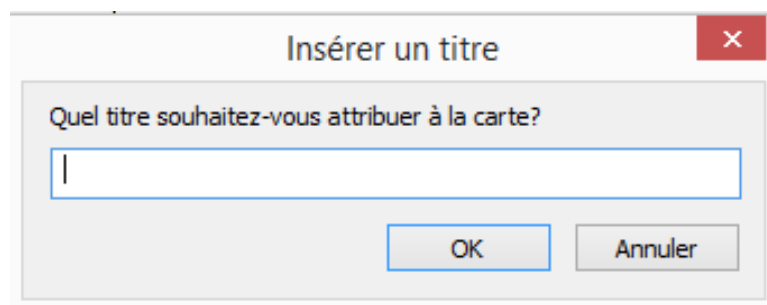 Insérer un titre
Quel titre souhaitez-vous attribuer à la carte?
OK Annuler